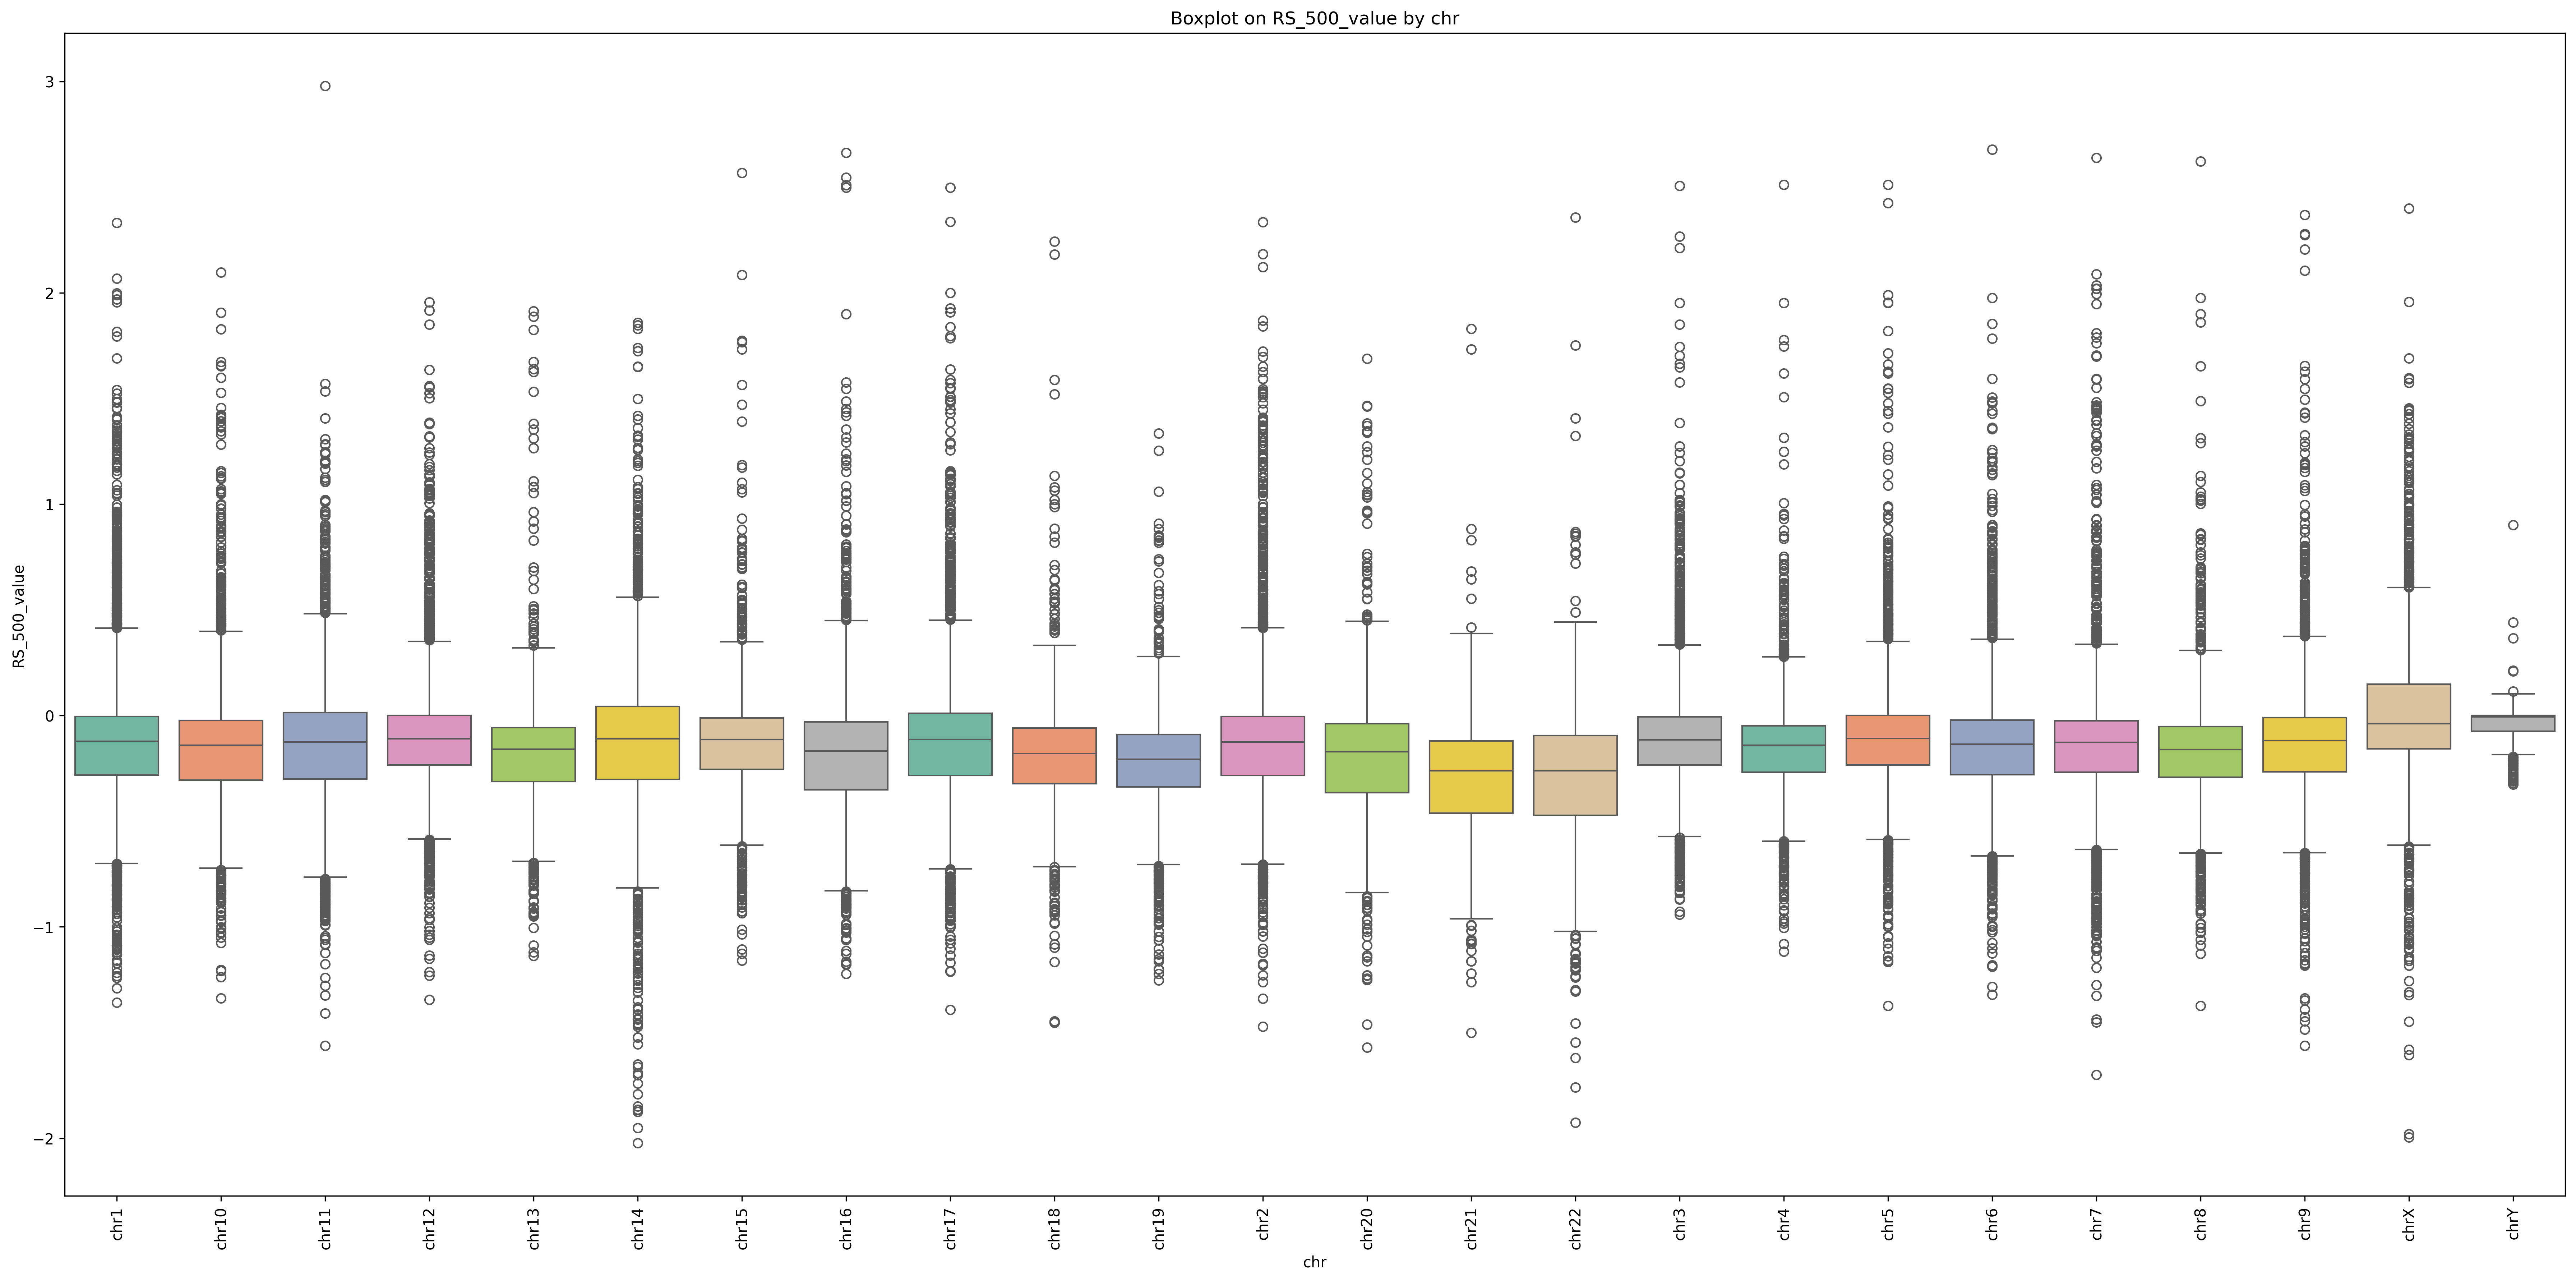 Boxplot on RS_500_value by chr
RS_500_value
3
2
1
0
−1
−2
chr1
chr10
chr11
chr12
chr13
chr14
chr15
chr16
chr17
chr18
chr19
chr2
chr20
chr21
chr22
chr3
chr4
chr5
chr6
chr7
chr8
chr9
chrX
chrY
chr